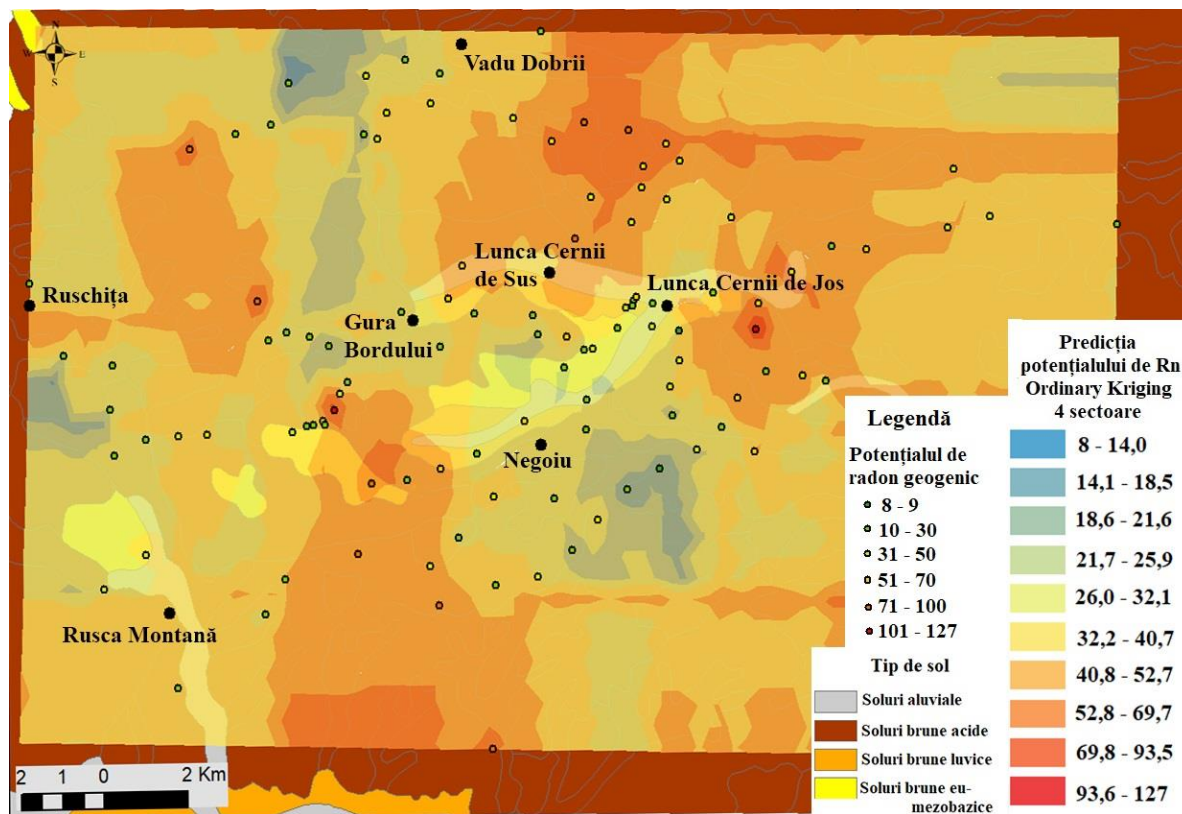 N
W E
S
Vadu Dobrii
Lunca Cernii
de Sus
Lunca Cernii de Jos
Ruschița
Gura
Bordului
Negoiu
Rusca Montană
2 1 0 2 Km
Legendă
Potențialul de
radon geogenic
8 - 9
10 - 30
31 - 50
51 - 70
71 - 100
101 - 127
Tip de sol
Soluri aluviale
Soluri brune acide
Soluri brune luvice
Soluri brune eu-
mezobazice
Predicția
potențialului de Rn
Ordinary Kriging
4 sectoare
8 - 14,0
14,1 - 18,5
18,6 - 21,6
21,7 - 25,9
26,0 - 32,1
32,2 - 40,7
40,8 - 52,7
52,8 - 69,7
69,8 - 93,5
93,6 - 127